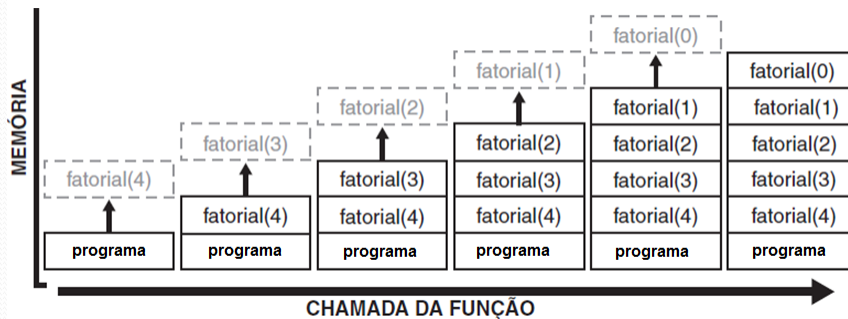 MEMÓRIA
fatorial(4)
programa
fatorial(3)
fatorial(4)
programa
fatorial(2)
fatorial(3)
fatorial(4)
programa
fatorial(1)
fatorial(2)
fatorial(3)
fatorial(4)
programa
fatorial(0)
fatorial(1)
fatorial(2)
fatorial(3)
fatorial(4)
programa
fatorial(0)
fatorial(1)
fatorial(2)
fatorial(3)
fatorial(4)
programa
CHAMADA DA FUNÇÃO